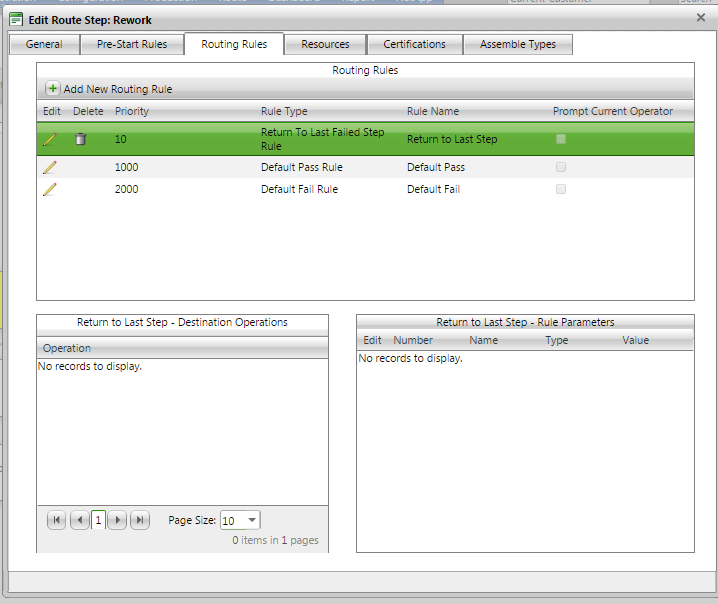 Current Customer
Edit Route Step: Rework
General Pre-Start Rules Routing Rules Resources Certifications Assemble Types
Routing Rules
Add New Routing Rule
Edit Delete Priority Rule Type Rule Name Prompt Current Operator
10 Return To Last Failed Step Rule Return to Last Step
1000 Default Pass Rule Default Pass
2000 Default Fail Rule Default Fail
Return to Last Step - Destination Operations
Operation
No records to display.
1 Page Size: 10
0 items in 1 pages
Return to Last Step - Rule Parameters
Edit Number Name Type Value
No records to display.